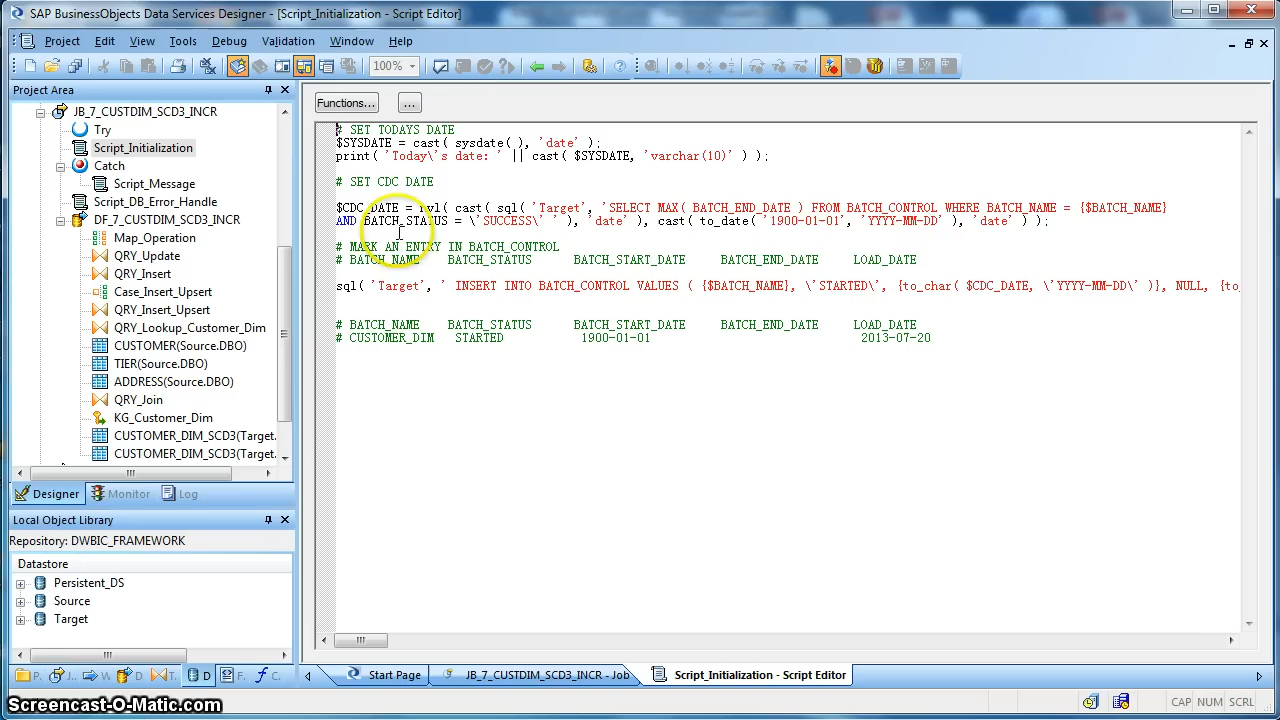 SAP BusinessObjects Data Services Designer - [Script_Initialization - Script Editor]
Project Edit View Tools Debug Validation Window Help
100%
Project Area
JB_7_CUSTDIM_SCD3_INCR
Try
Script_Initialization
Catch
Script_Message
Script_DB_Error_Handle
DF_7_CUSTDIM_SCD3_INCR
Map_Operation
QRY_Update
QRY_Insert
Case_Insert_Upsert
QRY_Insert_Upsert
QRY_Lookup_Customer_Dim
CUSTOMER(Source.DBO)
TIER(Source.DBO)
ADDRESS(Source.DBO)
QRY_Join
KG_Customer_Dim
CUSTOMER_DIM_SCD3(Target.
CUSTOMER_DIM_SCD3(Target.
Designer Monitor Log
Local Object Library
Repository: DWBIC_FRAMEWORK
Datastore
Persistent_DS
Source
Target
P. J.. W T. D F. C.
Functions... ...
# SET TODAYS DATE
$SYSDATE = cast( sysdate( ), 'date' );
print( 'Today\'s date: ' || cast( $SYSDATE, 'varchar(10)' ) );
# SET CDC DATE
$CDC_DATE = nvl( cast( sql( 'Target', 'SELECT MAX( BATCH_END_DATE ) FROM BATCH_CONTROL WHERE BATCH_NAME = {$BATCH_NAME}
AND BATCH_STATUS = \'SUCCESS\' ' ), 'date' ), cast( to_date( '1900-01-01', 'YYYY-MM-DD' ), 'date' ) );
# MARK AN ENTRY IN BATCH_CONTROL
# BATCH_NAME BATCH_STATUS BATCH_START_DATE BATCH_END_DATE LOAD_DATE
sql( 'Target', ' INSERT INTO BATCH_CONTROL VALUES ( {$BATCH_NAME}, \'STARTED\', {to_char( $CDC_DATE, \'YYYY-MM-DD\' )}, NULL, {to_
# BATCH_NAME BATCH_STATUS BATCH_START_DATE BATCH_END_DATE LOAD_DATE
# CUSTOMER_DIM STARTED 1900-01-01 2013-07-20
Start Page JB_7_CUSTDIM_SCD3_INCR - Job Script_Initialization - Script Editor
CAP NUM SCRL
Screencast-O-Matic.com